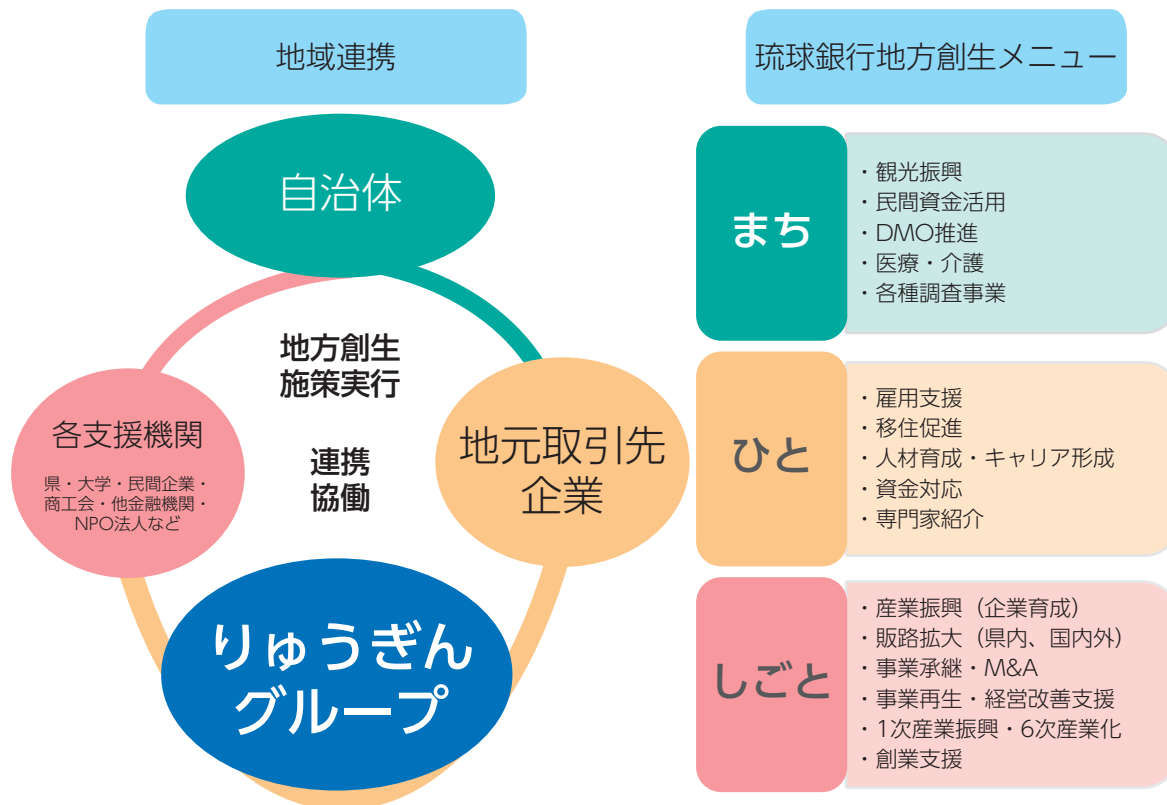 地域連携
自治体
地方創生
施策実行
連携
協働
各支援機関
県・大学・民間企業・
商工会・他金融機関・
NPO法人など
地元取引先
企業
りゅうぎん
グループ
琉球銀行地方創生メニュー
まち
・観光振興
・民間資金活用
・DMO推進
・医療・介護
・各種調査事業
ひと
・雇用支援
・移住促進
・人材育成・キャリア形成
・資金対応
・専門家紹介
しごと
・産業振興（企業育成）
・販路拡大（県内、国内外）
・事業承継・M&A
・事業再生・経営改善支援
・1次産業振興・6次産業化
・創業支援